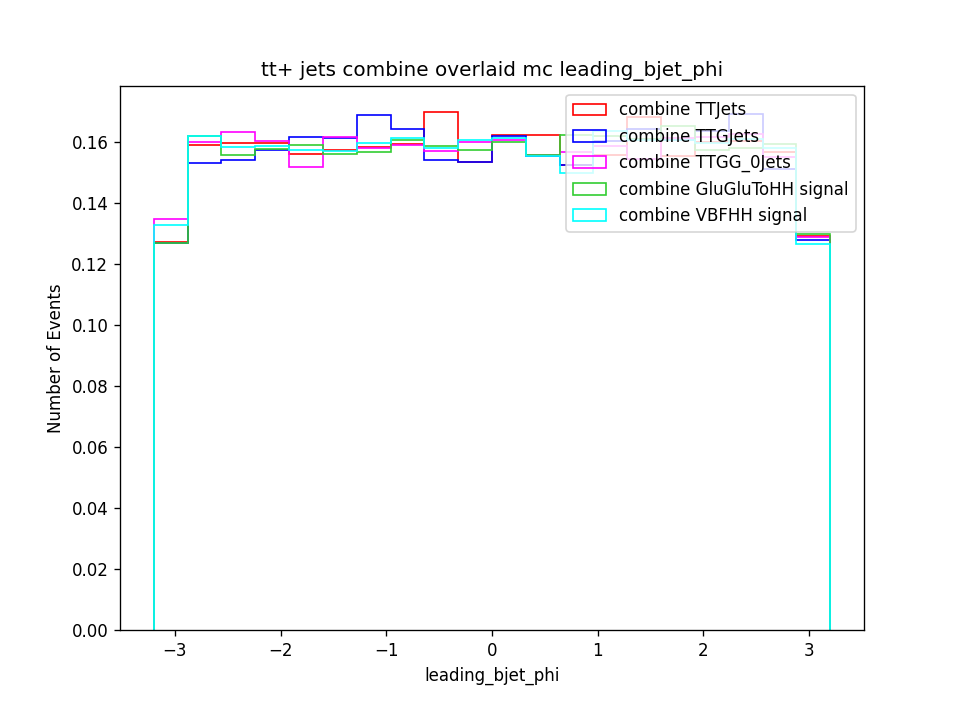 tt+ jets combine overlaid mc leading_bjet_phi
combine TTJets
combine TTGJets
combine TTGG_0Jets
combine GluGluToHH signal
combine VBFHH signal
Number of Events
0.16
0.14
0.12
0.10
0.08
0.06
0.04
0.02
0.00
−3 −2 −1 0 1 2 3
leading_bjet_phi